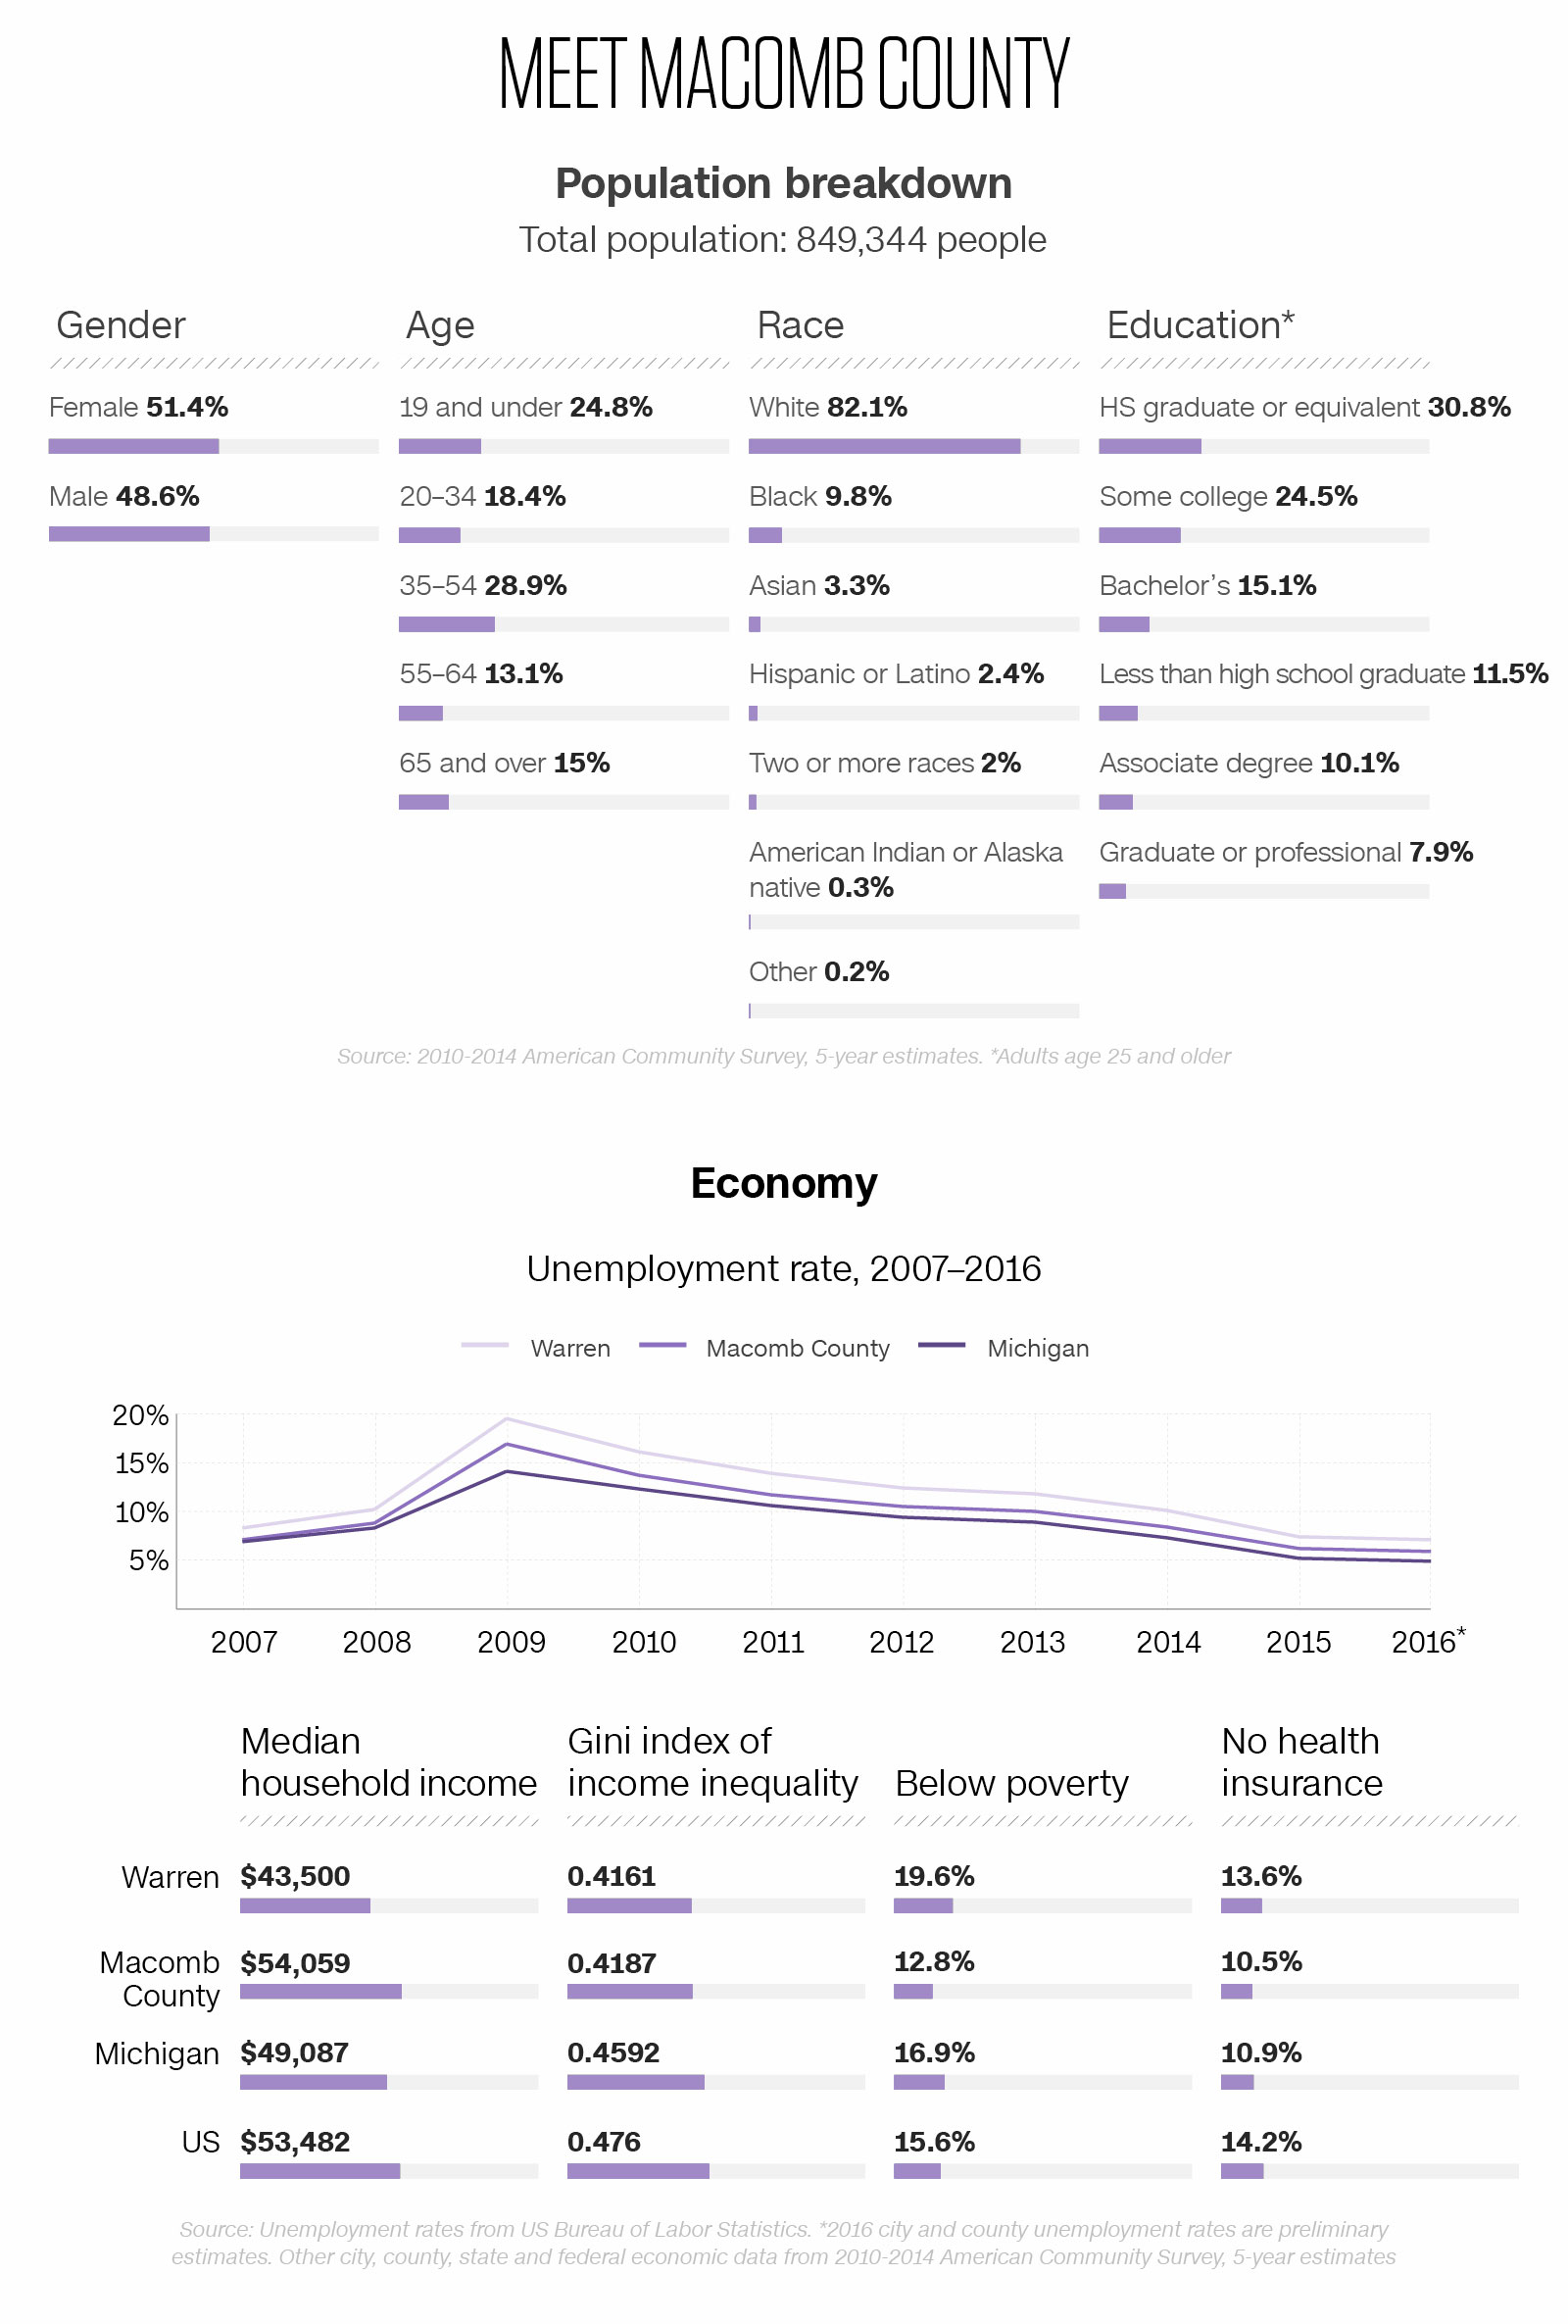 MEET MACOMB COUNTY
Population breakdown
Total population: 849,344 people
Gender
Female 51.4%
Male 48.6%
Age
19 and under 24.8%
20–34 18.4%
35–54 28.9%
55–64 13.1%
65 and over 15%
Race
White 82.1%
Black 9.8%
Asian 3.3%
Hispanic or Latino 2.4%
Two or more races 2%
American Indian or Alaska
native 0.3%
Other 0.2%
Education*
HS graduate or equivalent 30.8%
Some college 24.5%
Bachelor's 15.1%
Less than high school graduate 11.5%
Associate degree 10.1%
Graduate or professional 7.9%
Source: 2010-2014 American Community Survey, 5-year estimates. *Adults age 25 and older
Economy
Unemployment rate, 2007–2016
Warren Macomb County Michigan
20%
15%
10%
5%
2007 2008 2009 2010 2011 2012 2013 2014 2015 2016*
Median
household income
Gini index of
income inequality
Below poverty
No health
insurance
Warren $43,500 0.4161 19.6% 13.6%
Macomb
County
$54,059 0.4187 12.8% 10.5%
Michigan $49,087 0.4592 16.9% 10.9%
US $53,482 0.476 15.6% 14.2%
Source: Unemployment rates from US Bureau of Labor Statistics. *2016 city and county unemployment rates are preliminary
estimates. Other city, county, state and federal economic data from 2010-2014 American Community Survey, 5-year estimates